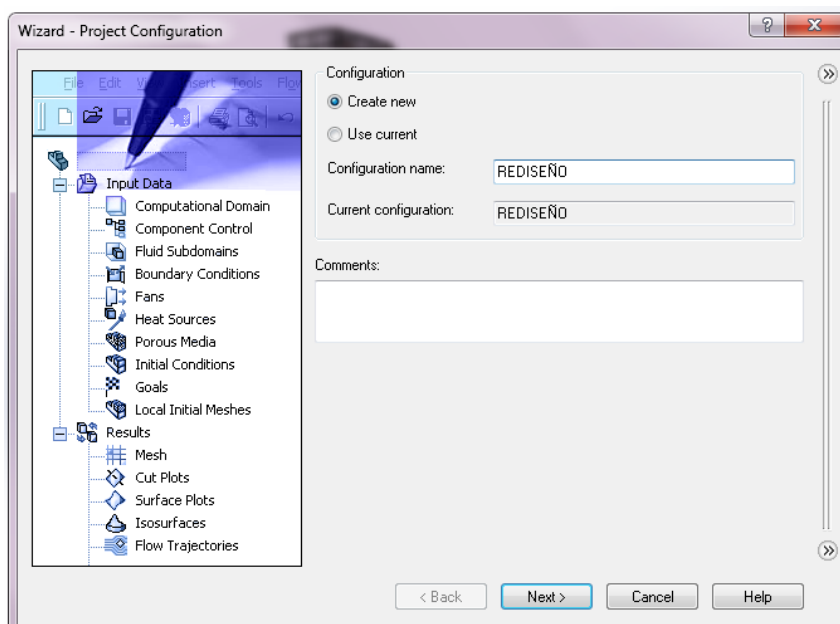 Wizard - Project Configuration
?
File Edit View Insert Tools Flow
Input Data
Computational Domain
Component Control
Fluid Subdomains
Boundary Conditions
Fans
Heat Sources
Porous Media
Initial Conditions
Goals
Local Initial Meshes
Results
Mesh
Cut Plots
Surface Plots
Isosurfaces
Flow Trajectories
Configuration
Create new
Use current
Configuration name: REDISEÑO
Current configuration: REDISEÑO
Comments:
< Back Next > Cancel Help